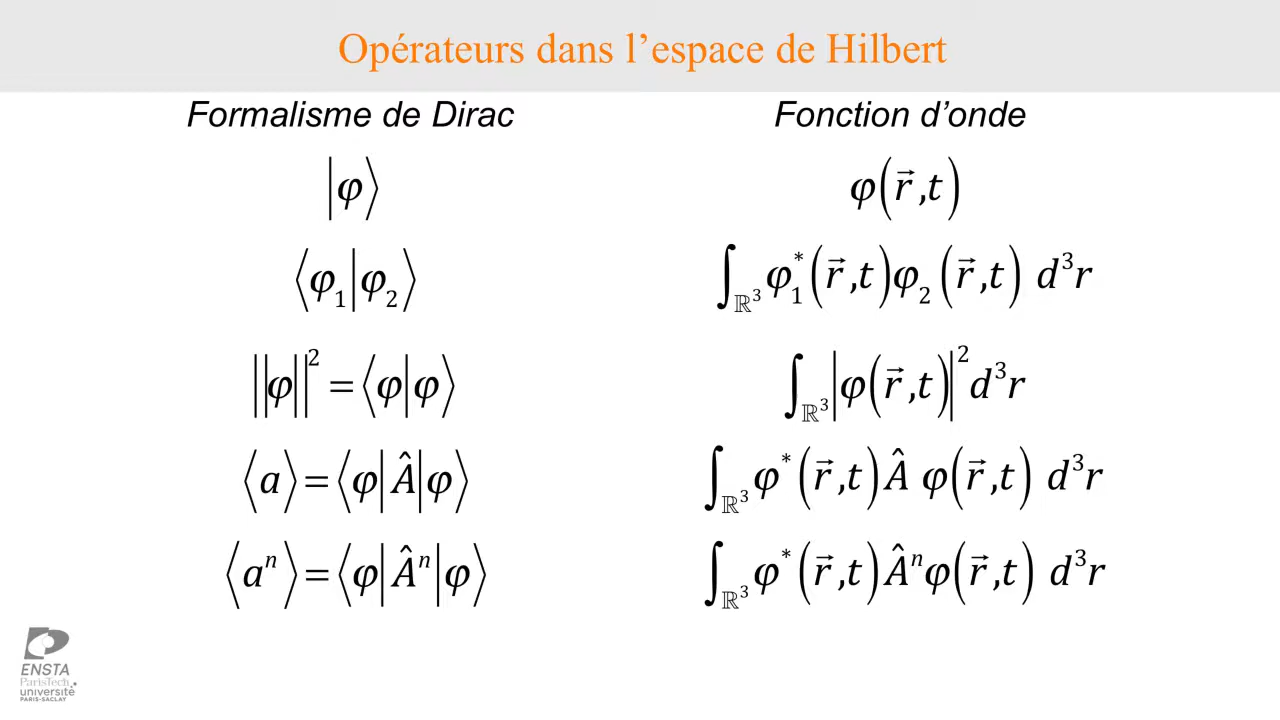 Opérateurs dans l’espace de Hilbert
Formalisme de Dirac
Fonction d’onde
|φ⟩
φ(r⃗,t)
⟨φ₁|φ₂⟩
∫_ℝ³ φ₁*(r⃗,t)φ₂(r⃗,t) d³r
||φ||² = ⟨φ|φ⟩
∫_ℝ³ |φ(r⃗,t)|² d³r
⟨a⟩ = ⟨φ|Â|φ⟩
∫_ℝ³ φ*(r⃗,t) Â φ(r⃗,t) d³r
⟨aⁿ⟩ = ⟨φ|Âⁿ|φ⟩
∫_ℝ³ φ*(r⃗,t) Âⁿφ(r⃗,t) d³r
ENSTA
ParisTech
université
PARIS-SACLAY